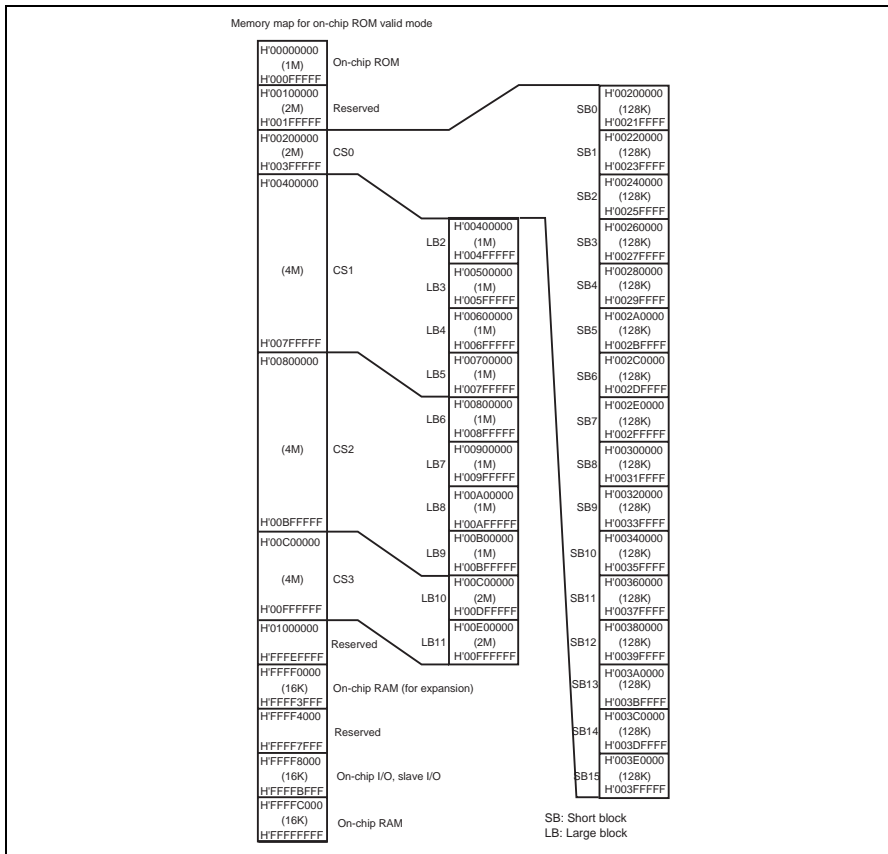 Memory map for on-chip ROM valid mode
H'00000000
(1M)
H'000FFFFF
On-chip ROM
H'00100000
(2M)
H'001FFFFF
Reserved
H'00200000
(2M)
H'003FFFFF
CS0
H'00400000
(4M)
H'007FFFFF
CS1
H'00800000
(4M)
H'00BFFFFF
CS2
H'00C00000
(4M)
H'00FFFFFF
CS3
H'01000000
H'FFFEFFFF
Reserved
H'FFFF0000
(16K)
H'FFFF3FFF
On-chip RAM (for expansion)
H'FFFF4000
H'FFFF7FFF
Reserved
H'FFFF8000
(16K)
H'FFFFBFFF
On-chip I/O, slave I/O
H'FFFFC000
(16K)
H'FFFFFFFF
On-chip RAM
LB2
H'00400000
(1M)
H'004FFFFF
LB3
H'00500000
(1M)
H'005FFFFF
LB4
H'00600000
(1M)
H'006FFFFF
LB5
H'00700000
(1M)
H'007FFFFF
LB6
H'00800000
(1M)
H'008FFFFF
LB7
H'00900000
(1M)
H'009FFFFF
LB8
H'00A00000
(1M)
H'00AFFFFF
LB9
H'00B00000
(1M)
H'00BFFFFF
LB10
H'00C00000
(2M)
H'00DFFFFF
LB11
H'00E00000
(2M)
H'00FFFFFF
SB0
H'00200000
(128K)
H'0021FFFF
SB1
H'00220000
(128K)
H'0023FFFF
SB2
H'00240000
(128K)
H'0025FFFF
SB3
H'00260000
(128K)
H'0027FFFF
SB4
H'00280000
(128K)
H'0029FFFF
SB5
H'002A0000
(128K)
H'002BFFFF
SB6
H'002C0000
(128K)
H'002DFFFF
SB7
H'002E0000
(128K)
H'002FFFFF
SB8
H'00300000
(128K)
H'0031FFFF
SB9
H'00320000
(128K)
H'0033FFFF
SB10
H'00340000
(128K)
H'0035FFFF
SB11
H'00360000
(128K)
H'0037FFFF
SB12
H'00380000
(128K)
H'0039FFFF
SB13
H'003A0000
(128K)
H'003BFFFF
SB14
H'003C0000
(128K)
H'003DFFFF
SB15
H'003E0000
(128K)
H'003FFFFF
SB: Short block
LB: Large block